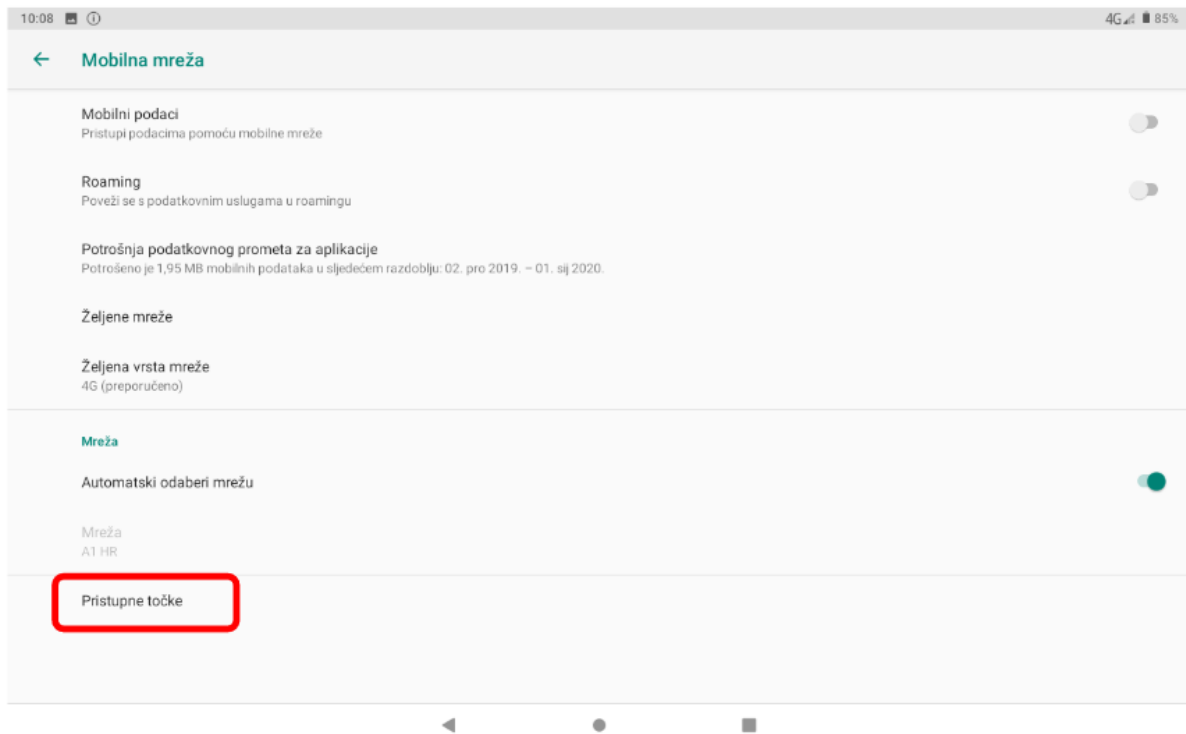 10:08
4G 85%
Mobilna mreža
Mobilni podaci
Pristupi podacima pomoću mobilne mreže
Roaming
Poveži se s podatkovnim uslugama u roamingu
Potrošnja podatkovnog prometa za aplikacije
Potrošeno je 1,95 MB mobilnih podataka u sljedećem razdoblju: 02. pro 2019. – 01. sij 2020.
Željene mreže
Željena vrsta mreže
4G (preporučeno)
Mreža
Automatski odaberi mrežu
Mreža
A1 HR
Pristupne točke